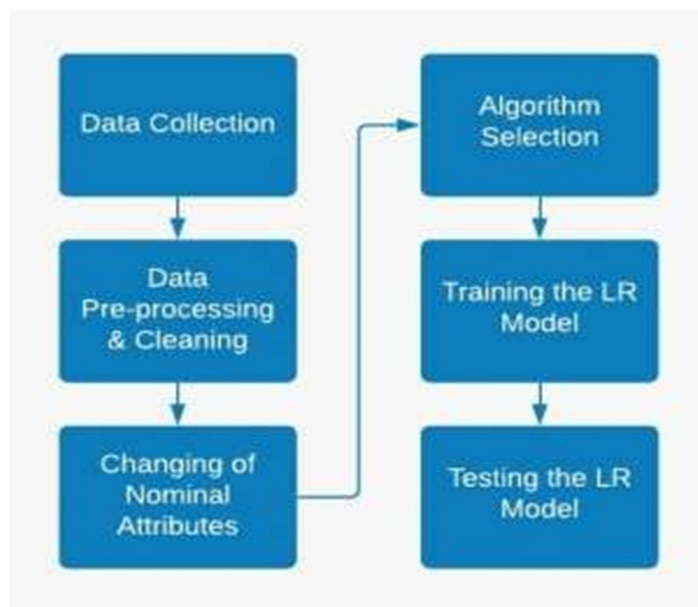 Data Collection
Data
Pre-processing
& Cleaning
Changing of
Nominal
Attributes
Algorithm
Selection
Training the LR
Model
Testing the LR
Model